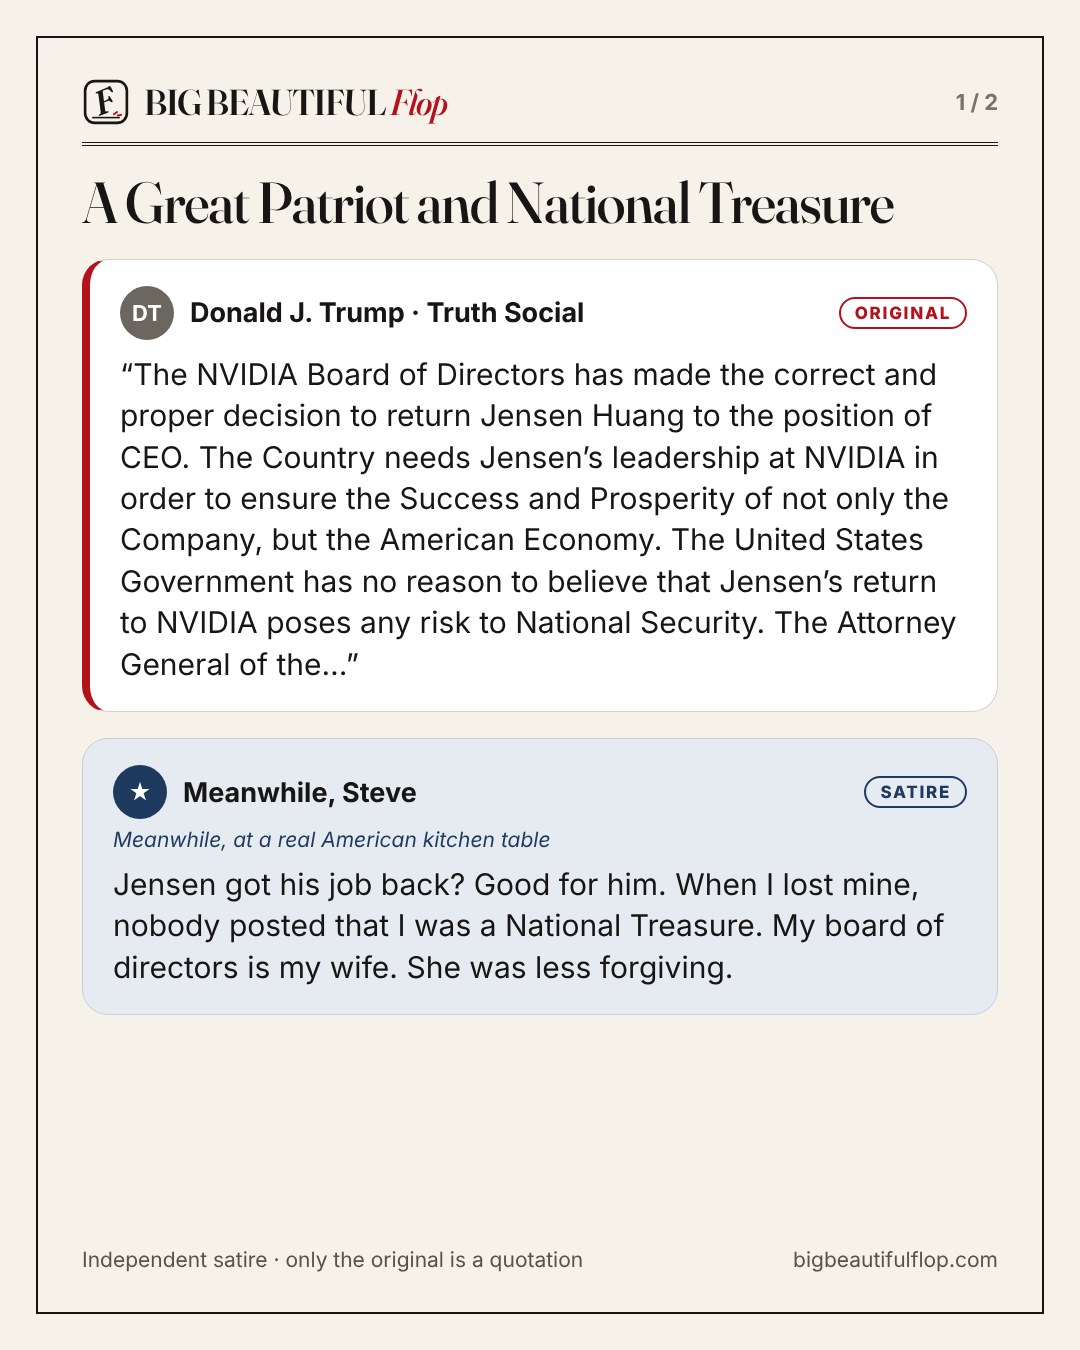 F
BIG BEAUTIFUL Flop
1 / 2
A Great Patriot and National Treasure
DT
Donald J. Trump · Truth Social
ORIGINAL
“The NVIDIA Board of Directors has made the correct and
proper decision to return Jensen Huang to the position of
CEO. The Country needs Jensen’s leadership at NVIDIA in
order to ensure the Success and Prosperity of not only the
Company, but the American Economy. The United States
Government has no reason to believe that Jensen’s return
to NVIDIA poses any risk to National Security. The Attorney
General of the…”
Meanwhile, Steve
SATIRE
Meanwhile, at a real American kitchen table
Jensen got his job back? Good for him. When I lost mine,
nobody posted that I was a National Treasure. My board of
directors is my wife. She was less forgiving.
Independent satire · only the original is a quotation
bigbeautifulflop.com